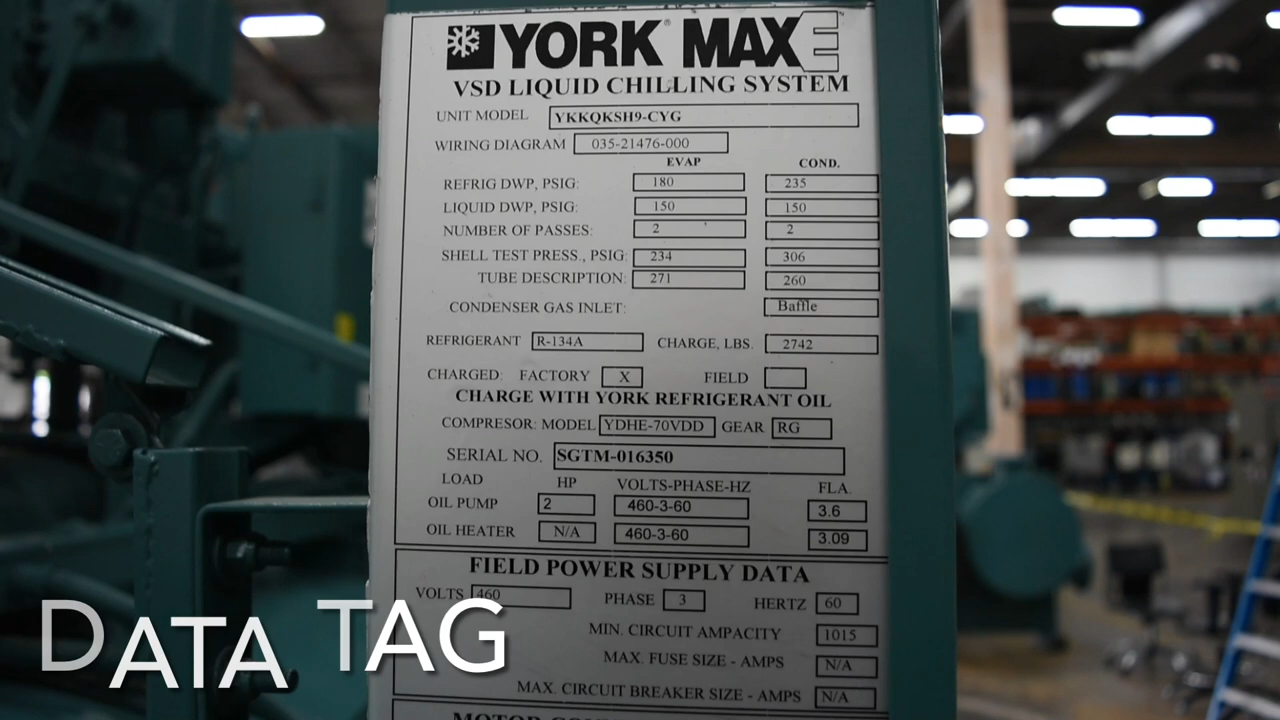 YORK® MAXE
VSD LIQUID CHILLING SYSTEM
UNIT MODEL YKKQKSH9-CYG
WIRING DIAGRAM 035-21476-000
EVAP COND.
REFRIG DWP, PSIG: 180 235
LIQUID DWP, PSIG: 150 150
NUMBER OF PASSES: 2 2
SHELL TEST PRESS., PSIG: 234 306
TUBE DESCRIPTION: 271 260
CONDENSER GAS INLET: Baffle
REFRIGERANT R-134A CHARGE, LBS. 2742
CHARGED: FACTORY X FIELD
CHARGE WITH YORK REFRIGERANT OIL
COMPRESOR: MODEL YDHE-70VDD GEAR RG
SERIAL NO. SGTM-016350
LOAD HP VOLTS-PHASE-HZ FLA.
OIL PUMP 2 460-3-60 3.6
OIL HEATER N/A 460-3-60 3.09
FIELD POWER SUPPLY DATA
VOLTS 460 PHASE 3 HERTZ 60
MIN. CIRCUIT AMPACITY 1015
MAX. FUSE SIZE - AMPS N/A
MAX. CIRCUIT BREAKER SIZE - AMPS N/A
DATA TAG